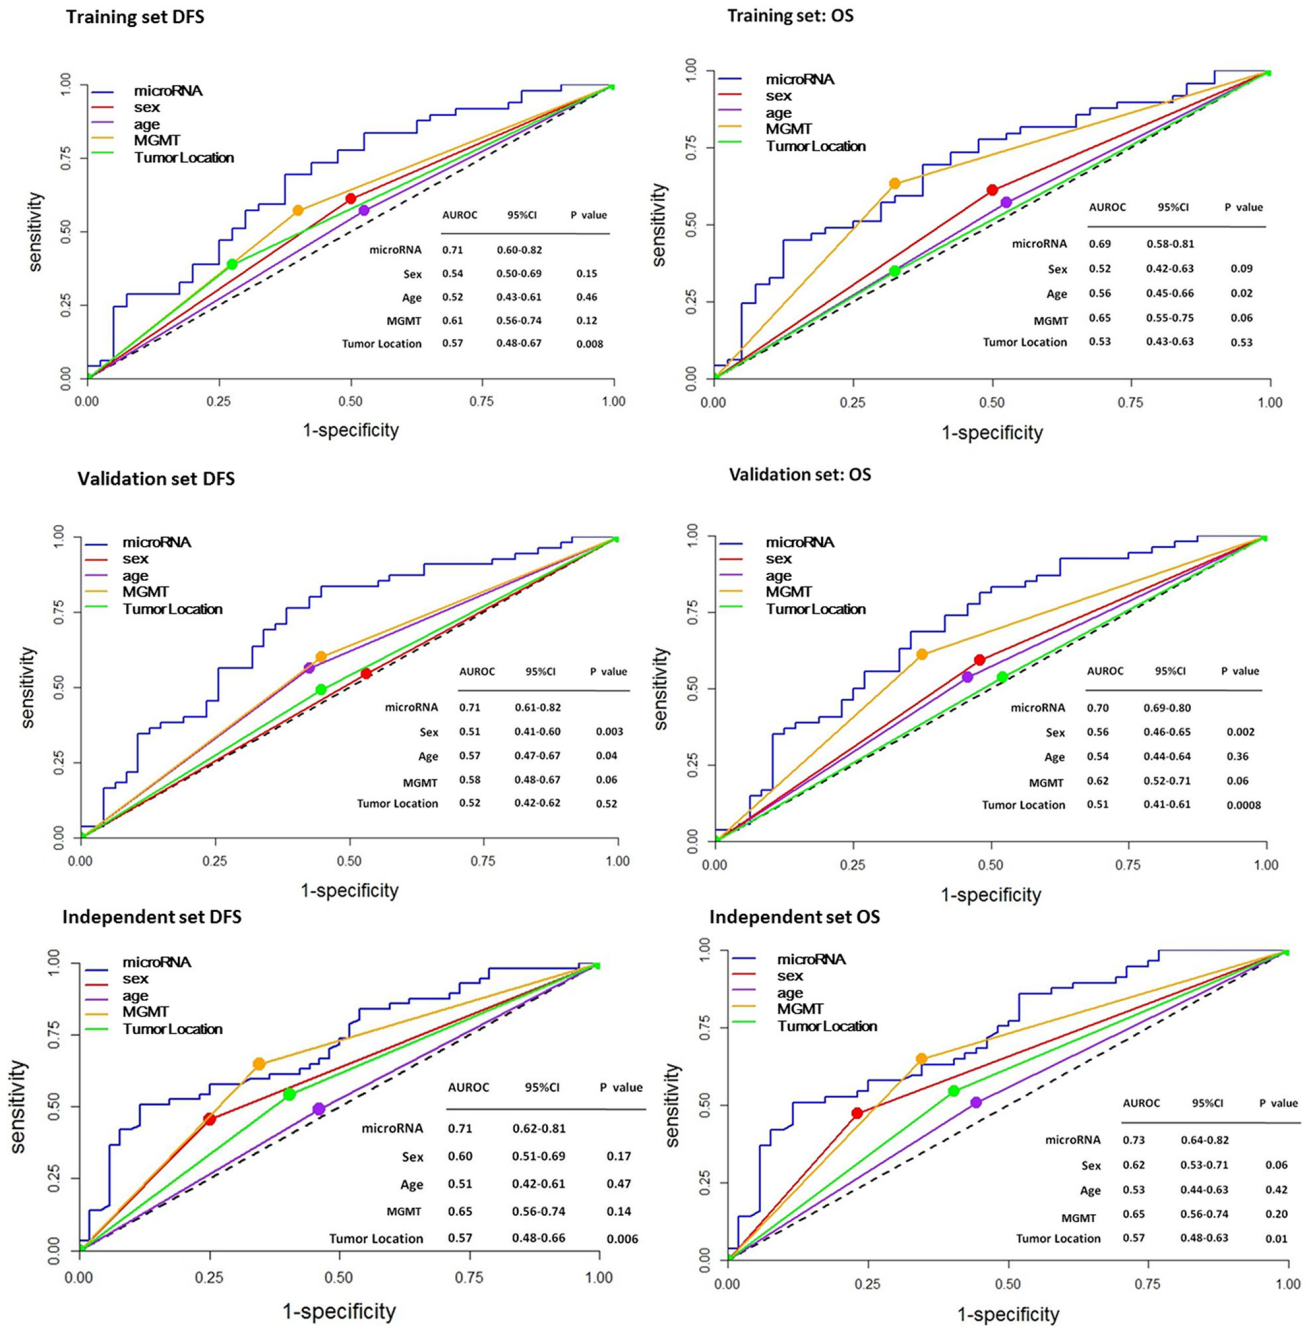 Training set DFS
microRNA
sex
age
MGMT
Tumor Location
sensitivity
1.00
0.75
0.50
0.25
0.00
AUROC 95%CI P value
microRNA 0.71 0.60-0.82
Sex 0.54 0.50-0.69 0.15
Age 0.52 0.43-0.61 0.46
MGMT 0.61 0.56-0.74 0.12
Tumor Location 0.57 0.48-0.67 0.008
0.00 0.25 0.50 0.75 1.00
1-specificity
Training set: OS
microRNA
sex
age
MGMT
Tumor Location
sensitivity
1.00
0.75
0.50
0.25
0.00
AUROC 95%CI P value
microRNA 0.69 0.58-0.81
Sex 0.52 0.42-0.63 0.09
Age 0.56 0.45-0.66 0.02
MGMT 0.65 0.55-0.75 0.06
Tumor Location 0.53 0.43-0.63 0.53
0.00 0.25 0.50 0.75 1.00
1-specificity
Validation set DFS
microRNA
sex
age
MGMT
Tumor Location
sensitivity
1.00
0.75
0.50
0.25
0.00
AUROC 95%CI P value
microRNA 0.71 0.61-0.82
Sex 0.51 0.41-0.60 0.003
Age 0.57 0.47-0.67 0.04
MGMT 0.58 0.48-0.67 0.06
Tumor Location 0.52 0.42-0.62 0.52
0.00 0.25 0.50 0.75 1.00
1-specificity
Validation set: OS
microRNA
sex
age
MGMT
Tumor Location
sensitivity
1.00
0.75
0.50
0.25
0.00
AUROC 95%CI P value
microRNA 0.70 0.69-0.80
Sex 0.56 0.46-0.65 0.002
Age 0.54 0.44-0.64 0.36
MGMT 0.62 0.52-0.71 0.06
Tumor Location 0.51 0.41-0.61 0.0008
0.00 0.25 0.50 0.75 1.00
1-specificity
Independent set DFS
microRNA
sex
age
MGMT
Tumor Location
sensitivity
1.00
0.75
0.50
0.25
0.00
AUROC 95%CI P value
microRNA 0.71 0.62-0.81
Sex 0.60 0.51-0.69 0.17
Age 0.51 0.42-0.61 0.47
MGMT 0.65 0.56-0.74 0.14
Tumor Location 0.57 0.48-0.66 0.006
0.00 0.25 0.50 0.75 1.00
1-specificity
Independent set OS
microRNA
sex
age
MGMT
Tumor Location
sensitivity
1.00
0.75
0.50
0.25
0.00
AUROC 95%CI P value
microRNA 0.73 0.64-0.82
Sex 0.62 0.53-0.71 0.06
Age 0.53 0.44-0.63 0.42
MGMT 0.65 0.56-0.74 0.20
Tumor Location 0.57 0.48-0.63 0.01
0.00 0.25 0.50 0.75 1.00
1-specificity